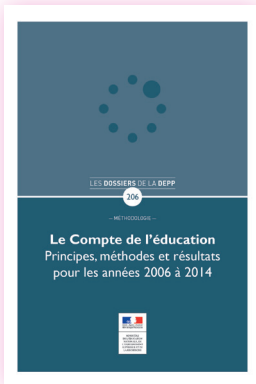 LES DOSSIERS DE LA DEPP
206
– MÉTHODOLOGIE –
Le Compte de l'éducation
Principes, méthodes et résultats
pour les années 2006 à 2014